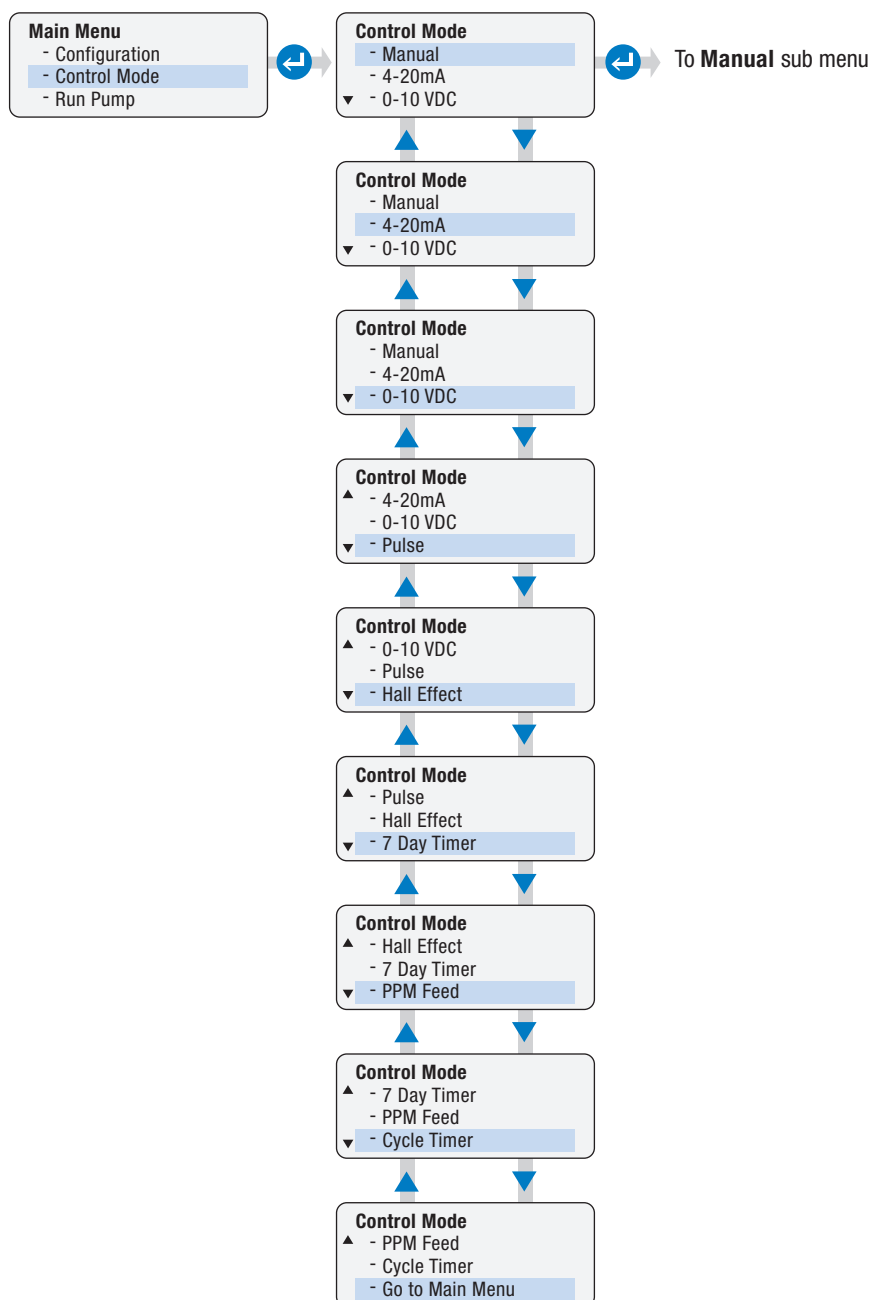 Main Menu
- Configuration
- Control Mode
- Run Pump
Control Mode
- Manual
- 4-20mA
- 0-10 VDC
To Manual sub menu
Control Mode
- Manual
- 4-20mA
- 0-10 VDC
Control Mode
- Manual
- 4-20mA
- 0-10 VDC
Control Mode
- 4-20mA
- 0-10 VDC
- Pulse
Control Mode
- 0-10 VDC
- Pulse
- Hall Effect
Control Mode
- Pulse
- Hall Effect
- 7 Day Timer
Control Mode
- Hall Effect
- 7 Day Timer
- PPM Feed
Control Mode
- 7 Day Timer
- PPM Feed
- Cycle Timer
Control Mode
- PPM Feed
- Cycle Timer
- Go to Main Menu